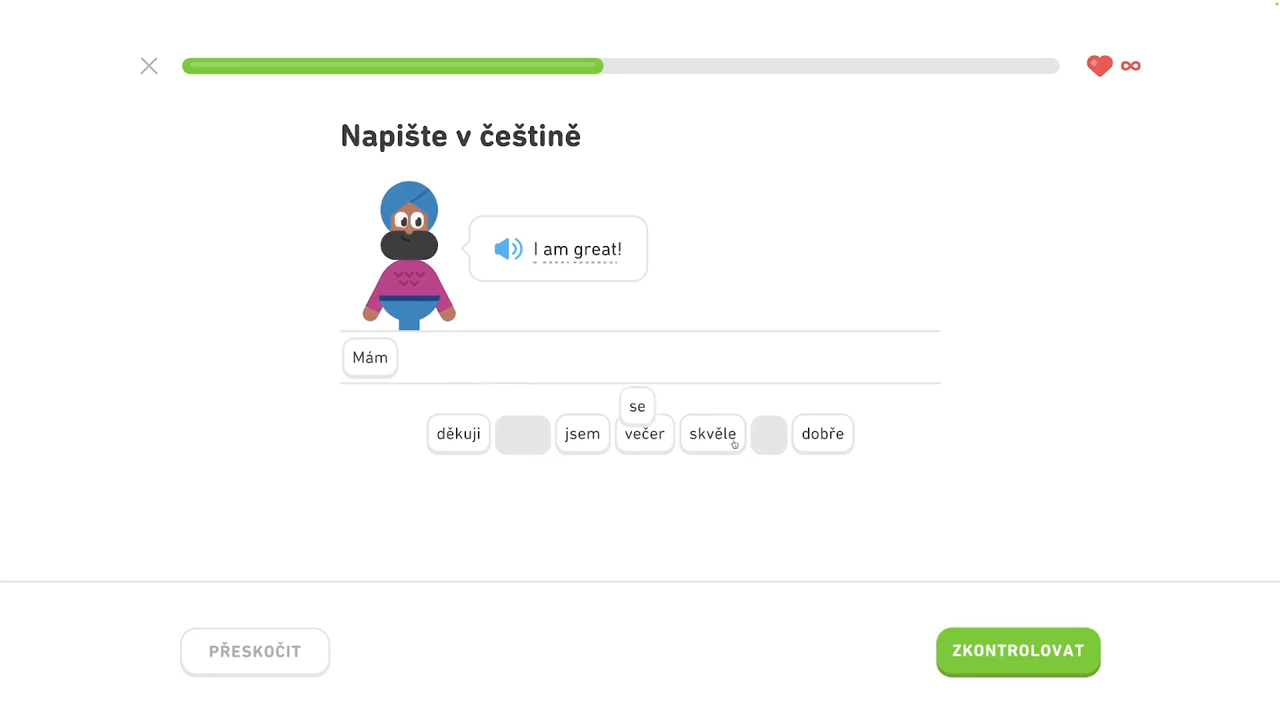 Napište v češtině
I am great!
Mám
se
děkuji jsem večer skvěle dobře
PŘESKOČIT ZKONTROLOVAT